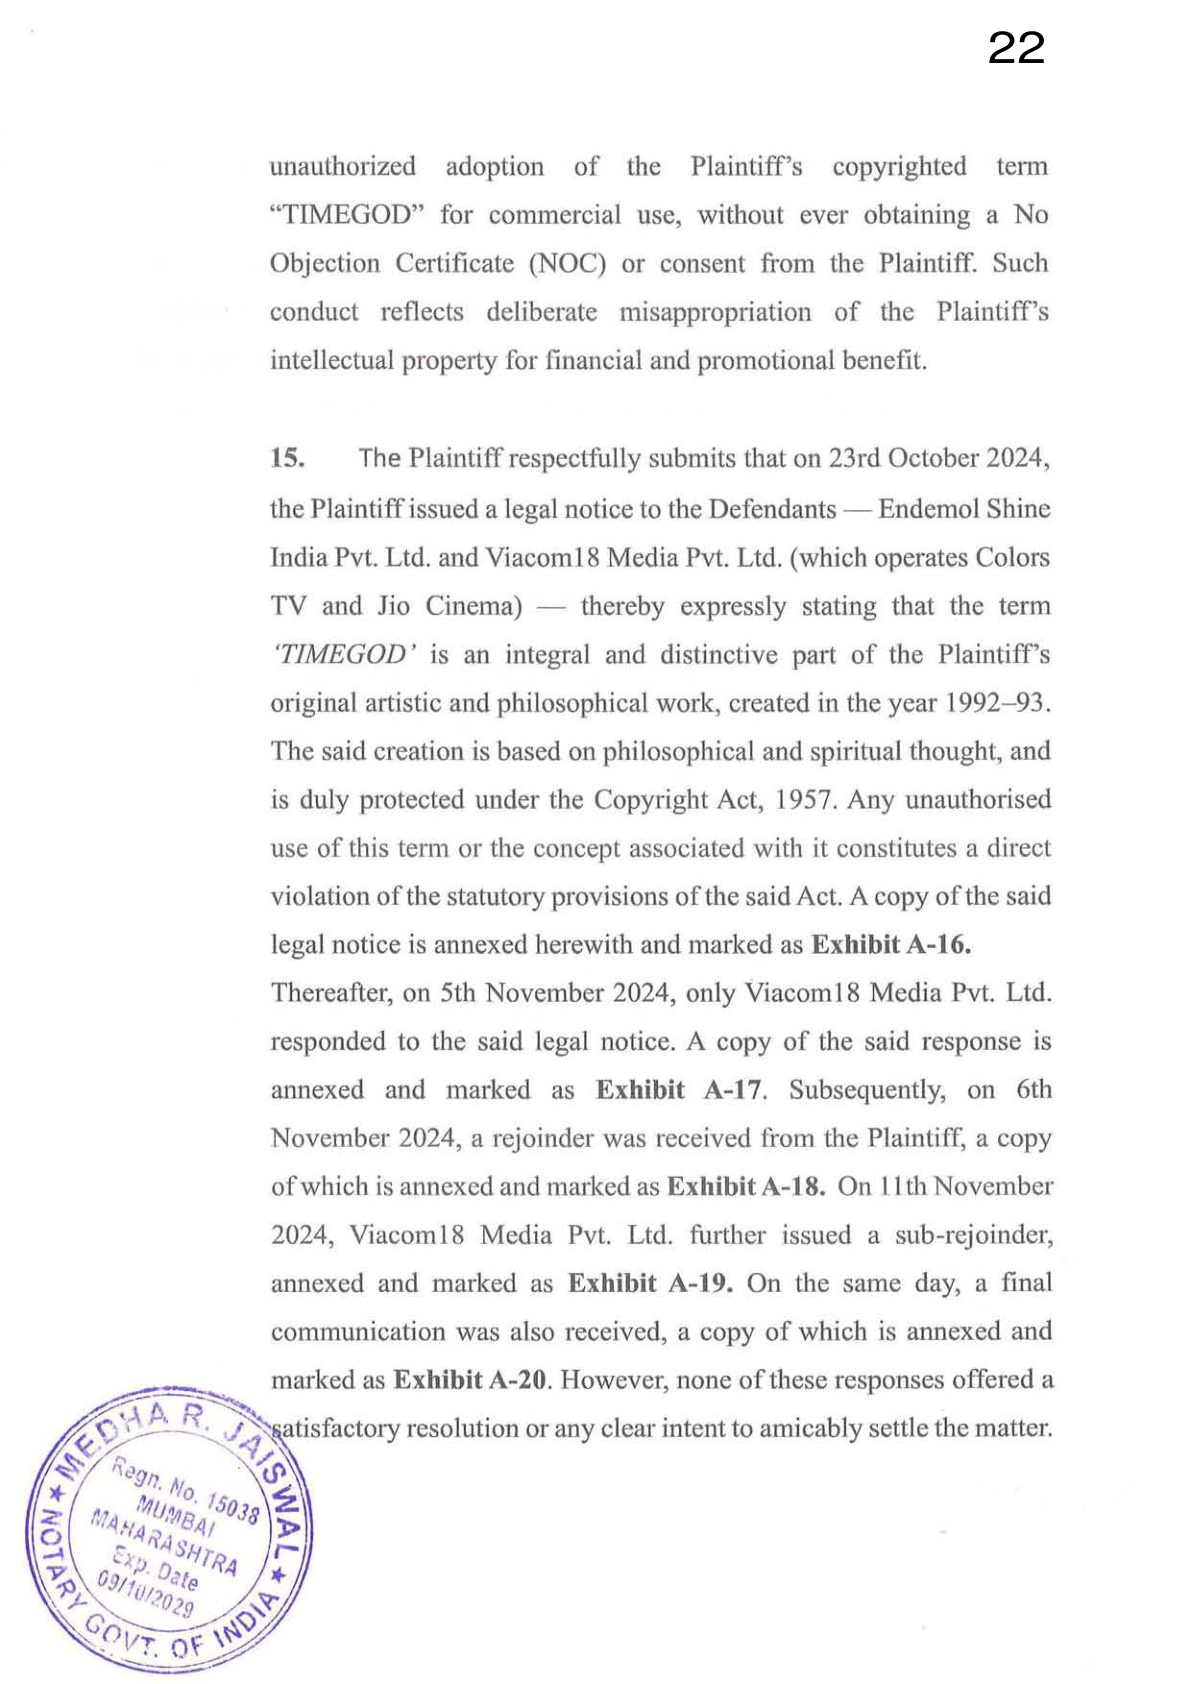 22
unauthorized adoption of the Plaintiff’s copyrighted term
“TIMEGOD” for commercial use, without ever obtaining a No
Objection Certificate (NOC) or consent from the Plaintiff. Such
conduct reflects deliberate misappropriation of the Plaintiff’s
intellectual property for financial and promotional benefit.
15. The Plaintiff respectfully submits that on 23rd October 2024,
the Plaintiff issued a legal notice to the Defendants — Endemol Shine
India Pvt. Ltd. and Viacom18 Media Pvt. Ltd. (which operates Colors
TV and Jio Cinema) — thereby expressly stating that the term
‘TIMEGOD’ is an integral and distinctive part of the Plaintiff’s
original artistic and philosophical work, created in the year 1992–93.
The said creation is based on philosophical and spiritual thought, and
is duly protected under the Copyright Act, 1957. Any unauthorised
use of this term or the concept associated with it constitutes a direct
violation of the statutory provisions of the said Act. A copy of the said
legal notice is annexed herewith and marked as Exhibit A-16.
Thereafter, on 5th November 2024, only Viacom18 Media Pvt. Ltd.
responded to the said legal notice. A copy of the said response is
annexed and marked as Exhibit A-17. Subsequently, on 6th
November 2024, a rejoinder was received from the Plaintiff, a copy
of which is annexed and marked as Exhibit A-18. On 11th November
2024, Viacom18 Media Pvt. Ltd. further issued a sub-rejoinder,
annexed and marked as Exhibit A-19. On the same day, a final
communication was also received, a copy of which is annexed and
marked as Exhibit A-20. However, none of these responses offered a
satisfactory resolution or any clear intent to amicably settle the matter.
MEDHA R. JAISWAL
Regn. No. 15038
MUMBAI
MAHARASHTRA
Exp. Date
09/10/2029
NOTARY GOVT. OF INDIA